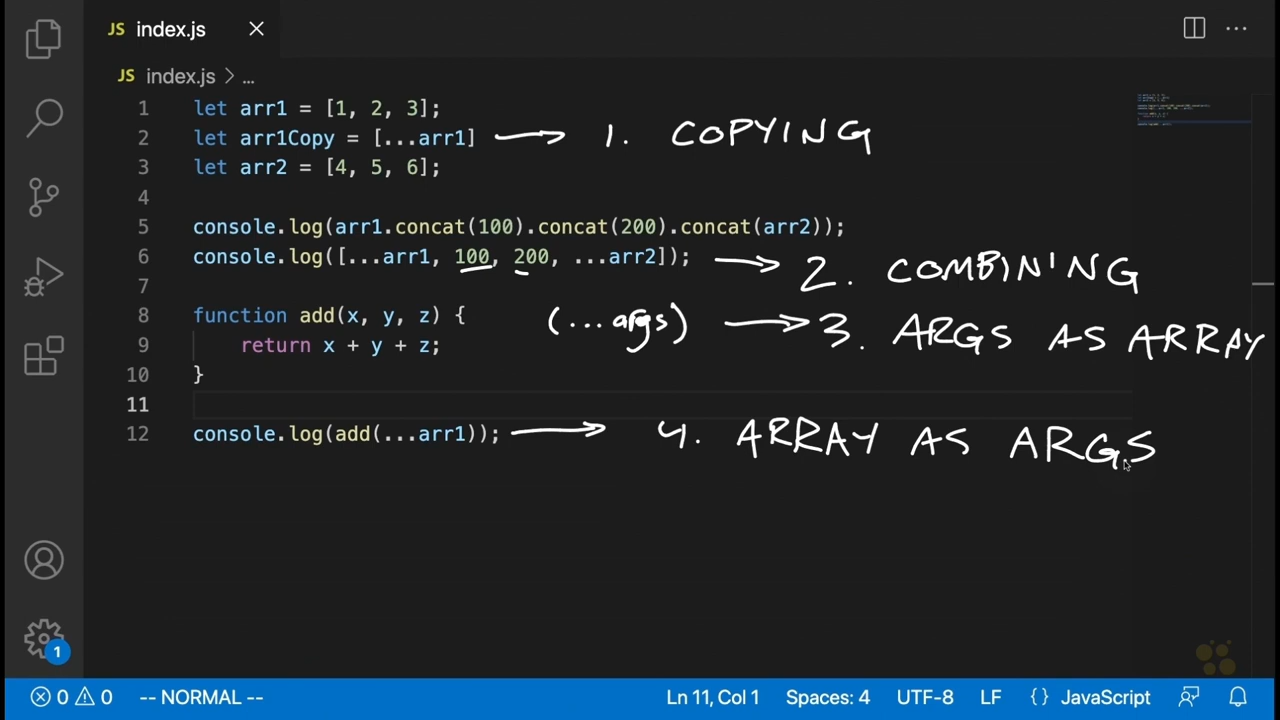 JS index.js
JS index.js > ...
1 let arr1 = [1, 2, 3];
2 let arr1Copy = [...arr1] → 1. COPYING
3 let arr2 = [4, 5, 6];
4
5 console.log(arr1.concat(100).concat(200).concat(arr2));
6 console.log([...arr1, 100, 200, ...arr2]); → 2. COMBINING
7
8 function add(x, y, z) { (...args) → 3. ARGS AS ARRAY
9 return x + y + z;
10 }
11
12 console.log(add(...arr1)); → 4. ARRAY AS ARGS
1
0 0 -- NORMAL -- Ln 11, Col 1 Spaces: 4 UTF-8 LF {} JavaScript